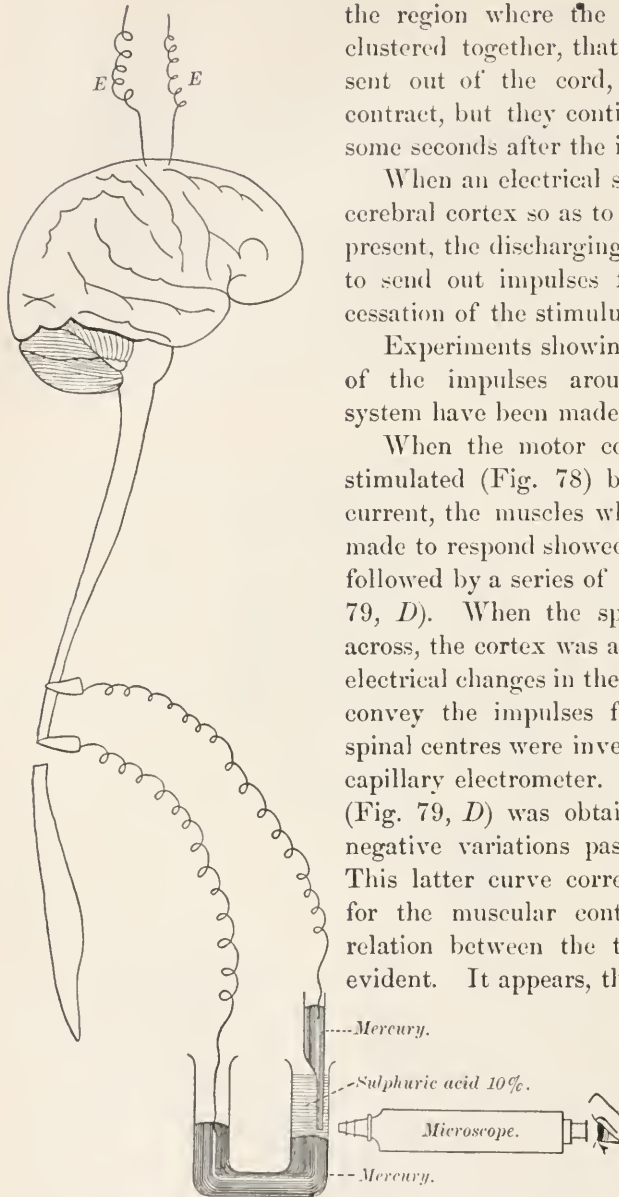 the region where the
clustered together, that
sent out of the cord,
contract, but they conti
some seconds after the i
When an electrical s
cerebral cortex so as to
present, the discharging
to send out impulses
cessation of the stimulu
Experiments showin
of the impulses arou
system have been made
When the motor co
stimulated (Fig. 78) b
current, the muscles wh
made to respond showed
followed by a series of
79, D). When the sp
across, the cortex was a
electrical changes in the
convey the impulses f
spinal centres were inve
capillary electrometer.
(Fig. 79, D) was obtai
negative variations pas
This latter curve corre
for the muscular cont
relation between the t
evident. It appears, th
E E
Mercury.
Sulphuric acid 10%.
Microscope.
Mercury.